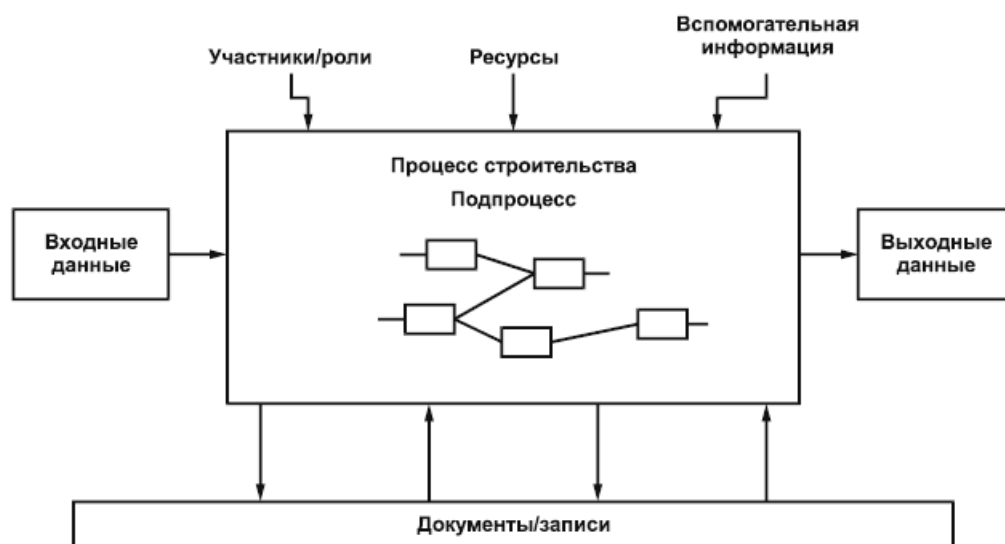 Участники/роли
Ресурсы
Вспомогательная
информация
Процесс строительства
Подпроцесс
Входные
данные
Выходные
данные
Документы/записи